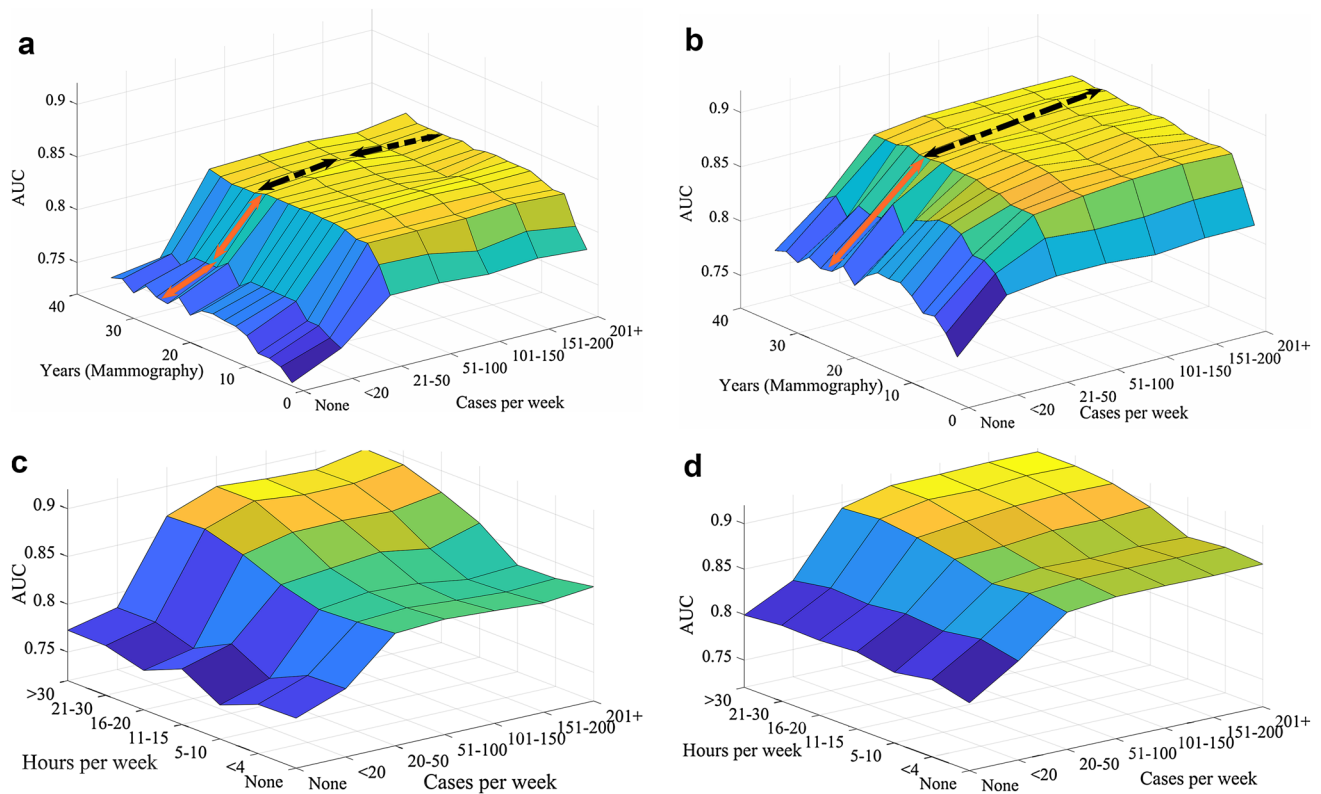 a
0.9
0.85
0.8
0.75
AUC
40
30
20
10
0
Years (Mammography)
None
<20
21-50
51-100
101-150
151-200
201+
Cases per week
b
0.9
0.85
0.8
0.75
AUC
40
30
20
10
0
Years (Mammography)
None
<20
21-50
51-100
101-150
151-200
201+
Cases per week
c
0.9
0.85
0.8
0.75
AUC
>30
21-30
16-20
11-15
5-10
<4
None
Hours per week
None
<20
20-50
51-100
101-150
151-200
201+
Cases per week
d
0.9
0.85
0.8
0.75
AUC
>30
21-30
16-20
11-15
5-10
<4
None
Hours per week
None
<20
20-50
51-100
101-150
151-200
201+
Cases per week